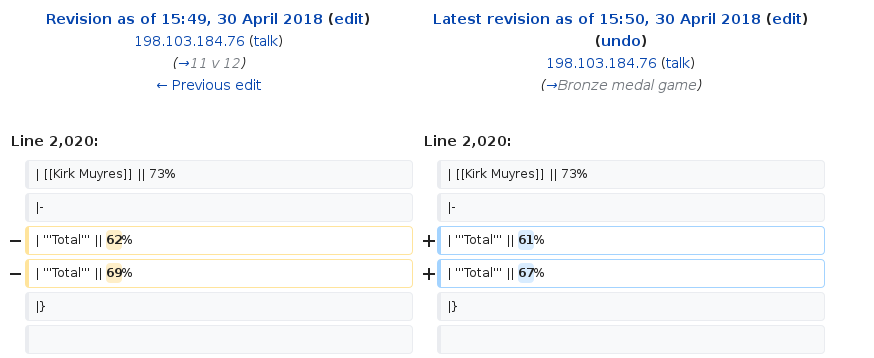 Revision as of 15:49, 30 April 2018 (edit)
198.103.184.76 (talk)
(→11 v 12)
← Previous edit
Latest revision as of 15:50, 30 April 2018 (edit)
(undo)
198.103.184.76 (talk)
(→Bronze medal game)
Line 2,020:
Line 2,020:
| [[Kirk Muyres]] || 73%
| [[Kirk Muyres]] || 73%
|-
|-
− | '''Total''' || 62%
+ | '''Total''' || 61%
− | '''Total''' || 69%
+ | '''Total''' || 67%
|}
|}